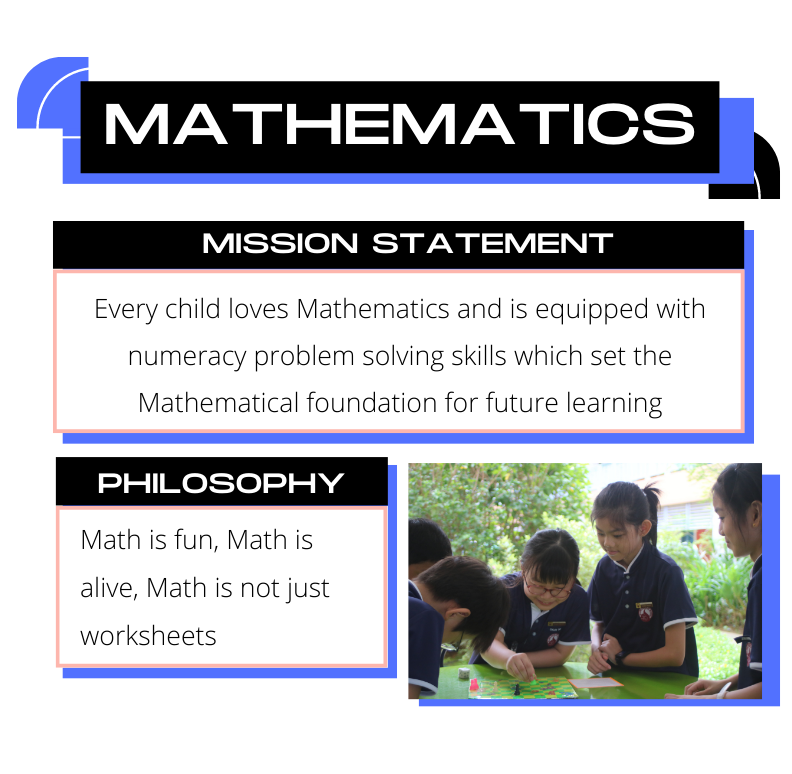 MATHEMATICS
MISSION STATEMENT
Every child loves Mathematics and is equipped with
numeracy problem solving skills which set the
Mathematical foundation for future learning
PHILOSOPHY
Math is fun, Math is
alive, Math is not just
worksheets